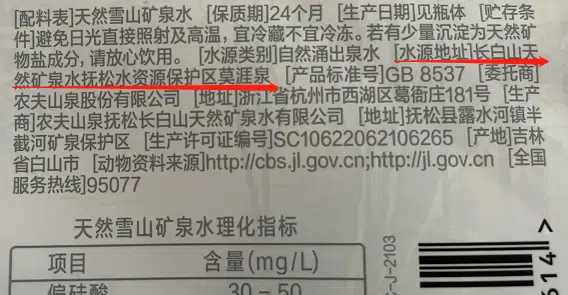 [配料表]天然雪山矿泉水 [保质期]24个月 [生产日期]见瓶体 [贮存条
件]避免日光直接照射及高温，宜冷藏不宜冷冻。若有少量沉淀为天然矿
物盐成分，请放心饮用。[水源类别]自然涌出泉水 [水源地址]长白山天
然矿泉水抚松水资源保护区莫涯泉 [产品标准号]GB 8537 [委托商]
农夫山泉股份有限公司 [地址]浙江省杭州市西湖区葛衙庄181号 [生产
商]农夫山泉抚松长白山天然矿泉水有限公司 [地址]抚松县露水河镇半
截河矿泉保护区 [生产许可证编号]SC10622062106265 [产地]吉林
省白山市 [动物资料来源]http://cbs.jl.gov.cn;http://jl.gov.cn [全国
服务热线]95077
天然雪山矿泉水理化指标
项目 含量(mg/L)
偏硅酸 30－50
C-J-2103
614>